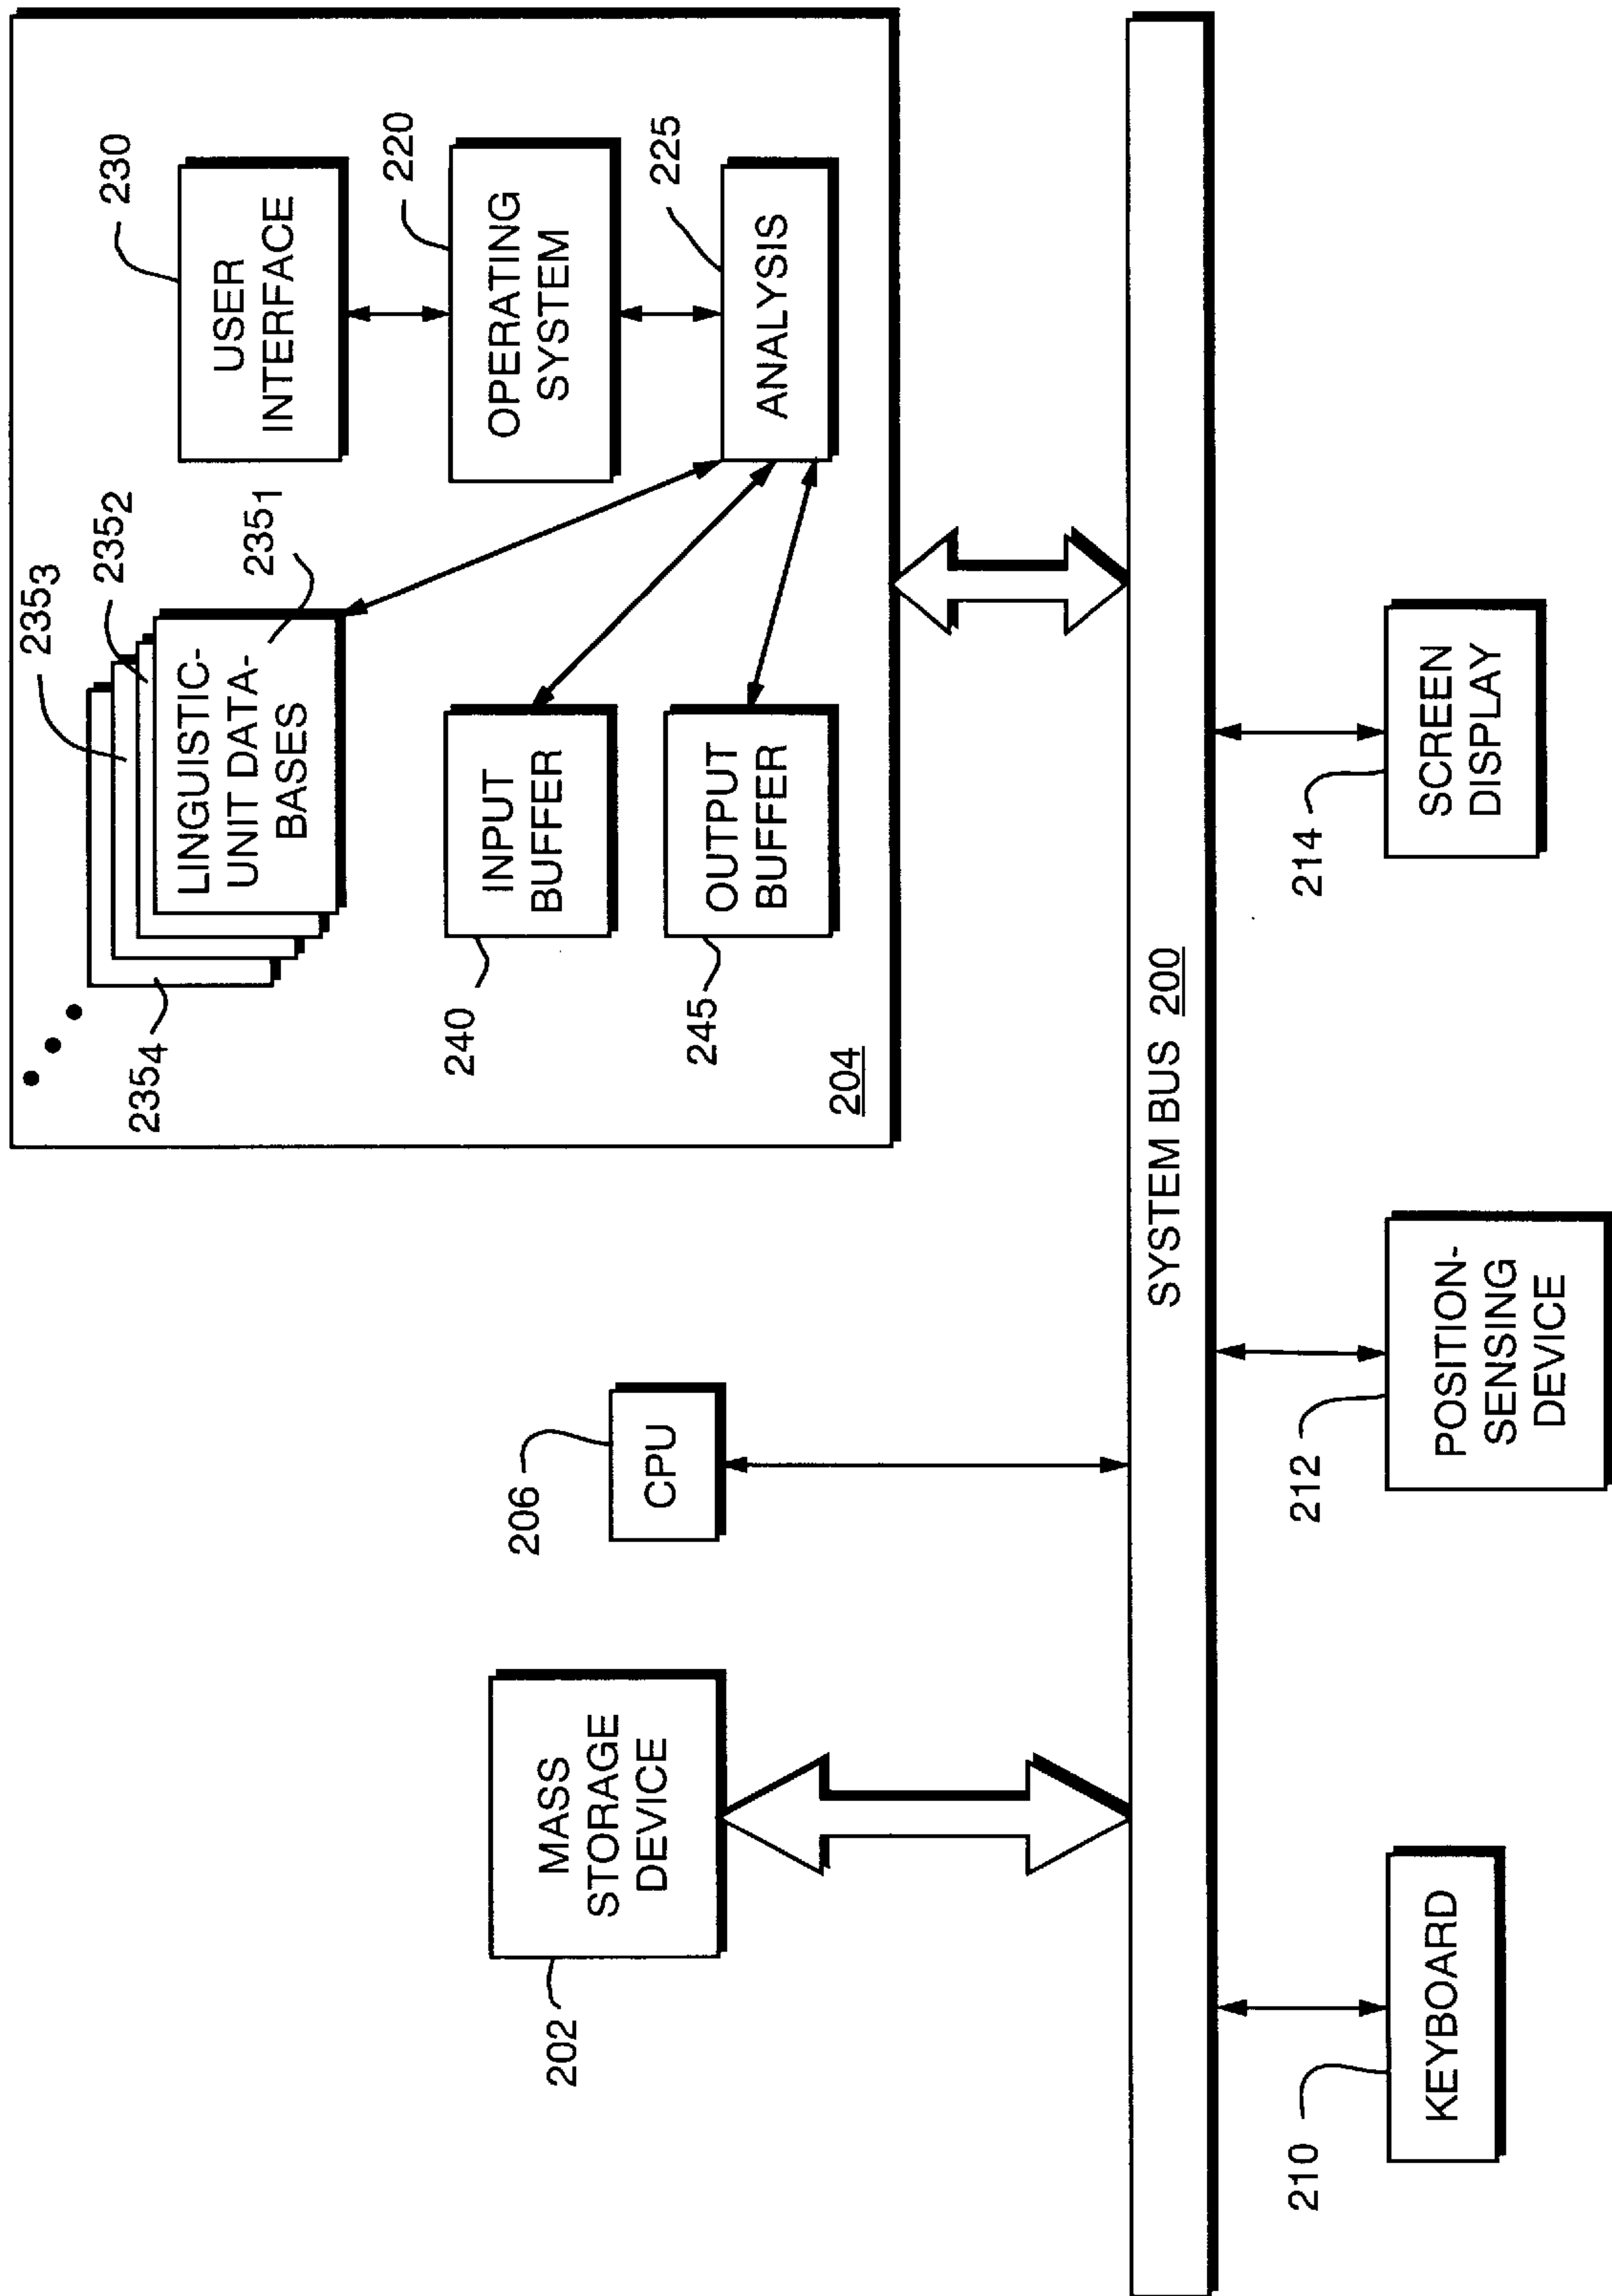 235₄
235₃
235₂
235₁
LINGUISTIC-
UNIT DATA-
BASES
230
USER
INTERFACE
220
OPERATING
SYSTEM
225
ANALYSIS
240
INPUT
BUFFER
245
OUTPUT
BUFFER
204
202
MASS
STORAGE
DEVICE
206
CPU
SYSTEM BUS 200
210
KEYBOARD
212
POSITION-
SENSING
DEVICE
214
SCREEN
DISPLAY